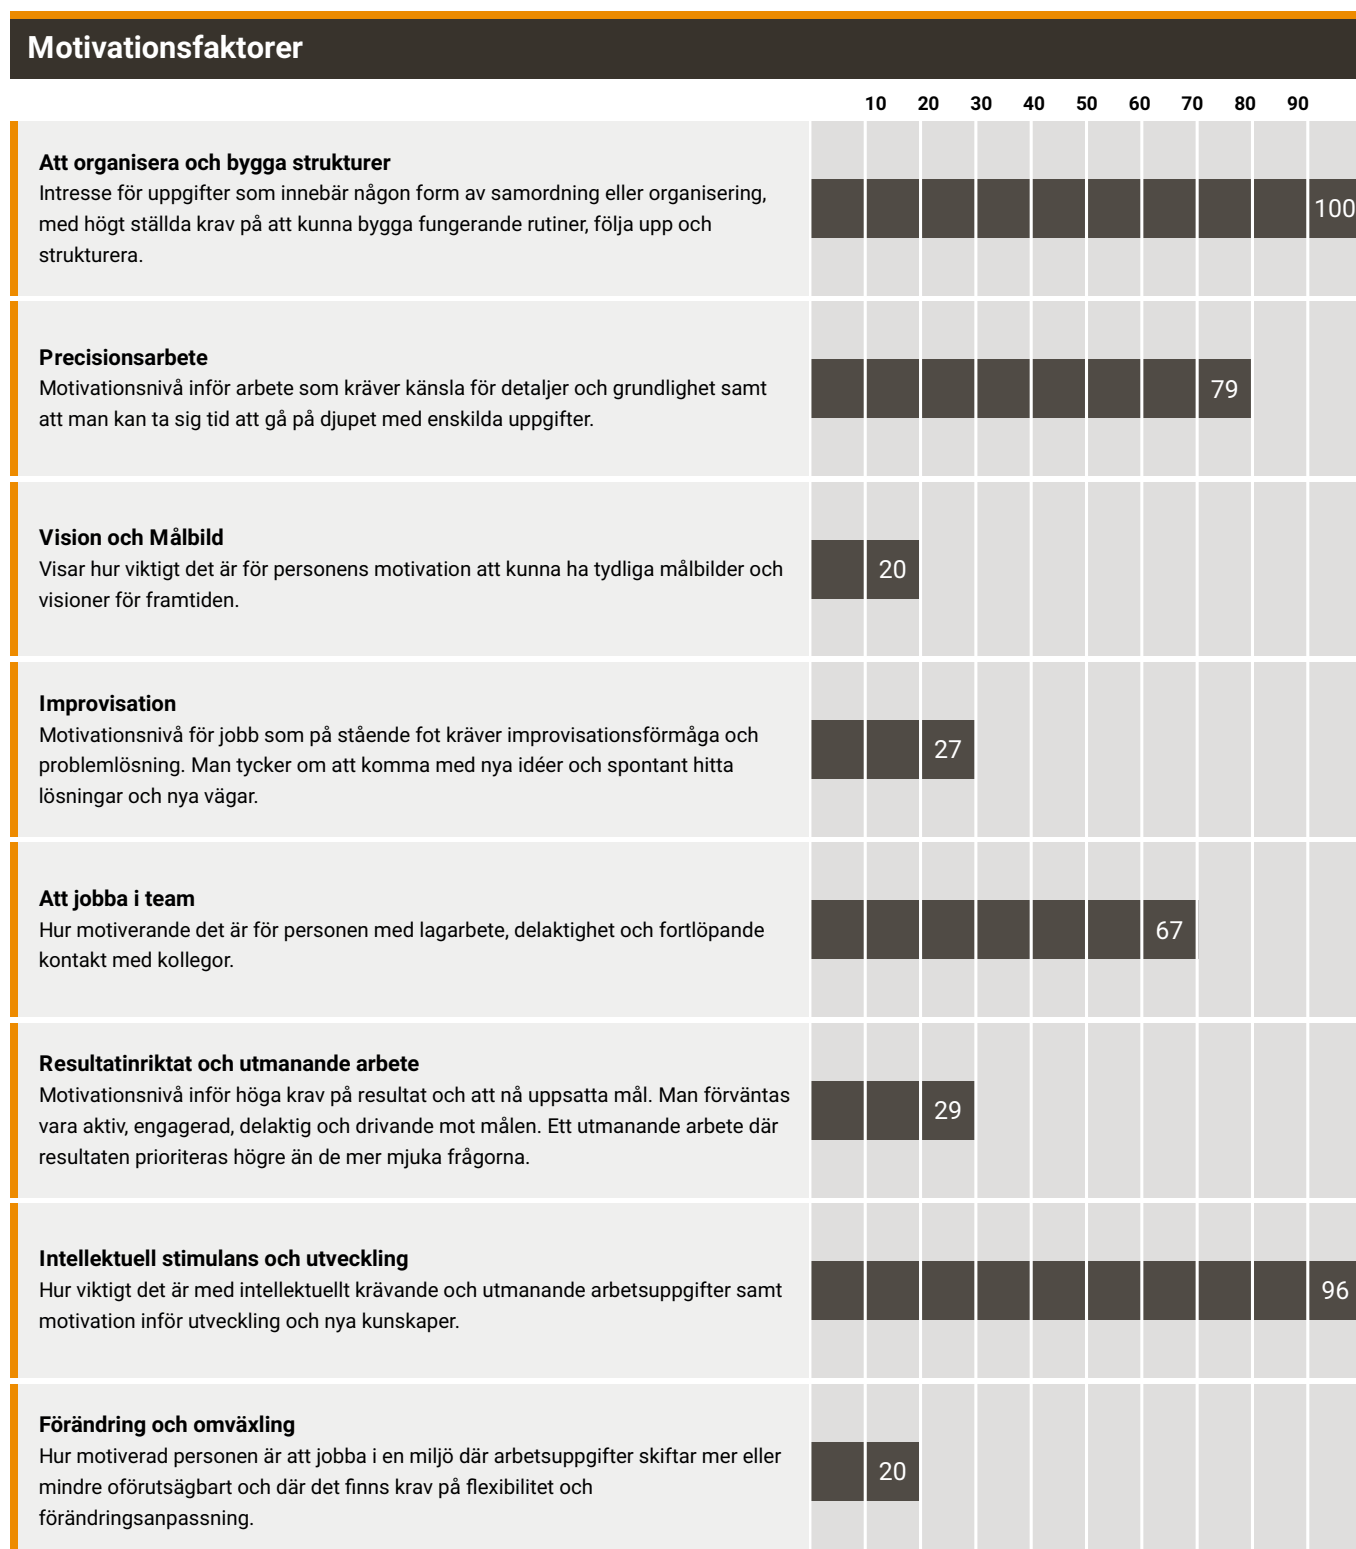 Motivationsfaktorer
10 20 30 40 50 60 70 80 90
Att organisera och bygga strukturer
Intresse för uppgifter som innebär någon form av samordning eller organisering,
med högt ställda krav på att kunna bygga fungerande rutiner, följa upp och
strukturera.
100
Precisionsarbete
Motivationsnivå inför arbete som kräver känsla för detaljer och grundlighet samt
att man kan ta sig tid att gå på djupet med enskilda uppgifter.
79
Vision och Målbild
Visar hur viktigt det är för personens motivation att kunna ha tydliga målbilder och
visioner för framtiden.
20
Improvisation
Motivationsnivå för jobb som på stående fot kräver improvisationsförmåga och
problemlösning. Man tycker om att komma med nya idéer och spontant hitta
lösningar och nya vägar.
27
Att jobba i team
Hur motiverande det är för personen med lagarbete, delaktighet och fortlöpande
kontakt med kollegor.
67
Resultatinriktat och utmanande arbete
Motivationsnivå inför höga krav på resultat och att nå uppsatta mål. Man förväntas
vara aktiv, engagerad, delaktig och drivande mot målen. Ett utmanande arbete där
resultaten prioriteras högre än de mer mjuka frågorna.
29
Intellektuell stimulans och utveckling
Hur viktigt det är med intellektuellt krävande och utmanande arbetsuppgifter samt
motivation inför utveckling och nya kunskaper.
96
Förändring och omväxling
Hur motiverad personen är att jobba i en miljö där arbetsuppgifter skiftar mer eller
mindre oförutsägbart och där det finns krav på flexibilitet och
förändringsanpassning.
20